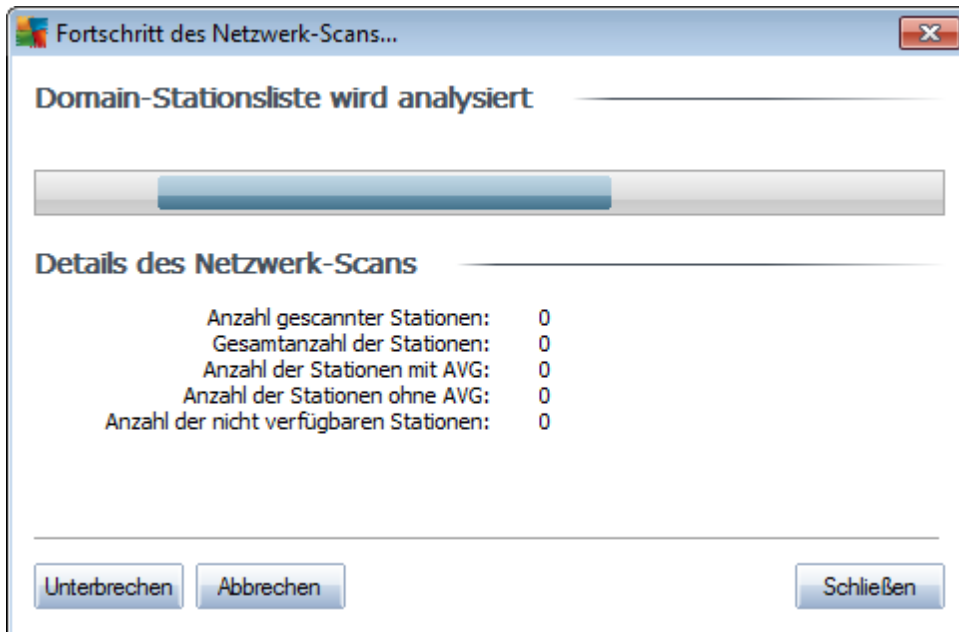 Fortschritt des Netzwerk-Scans...
Domain-Stationsliste wird analysiert
Details des Netzwerk-Scans
Anzahl gescannter Stationen: 0
Gesamtanzahl der Stationen: 0
Anzahl der Stationen mit AVG: 0
Anzahl der Stationen ohne AVG: 0
Anzahl der nicht verfügbaren Stationen: 0
Unterbrechen Abbrechen Schließen